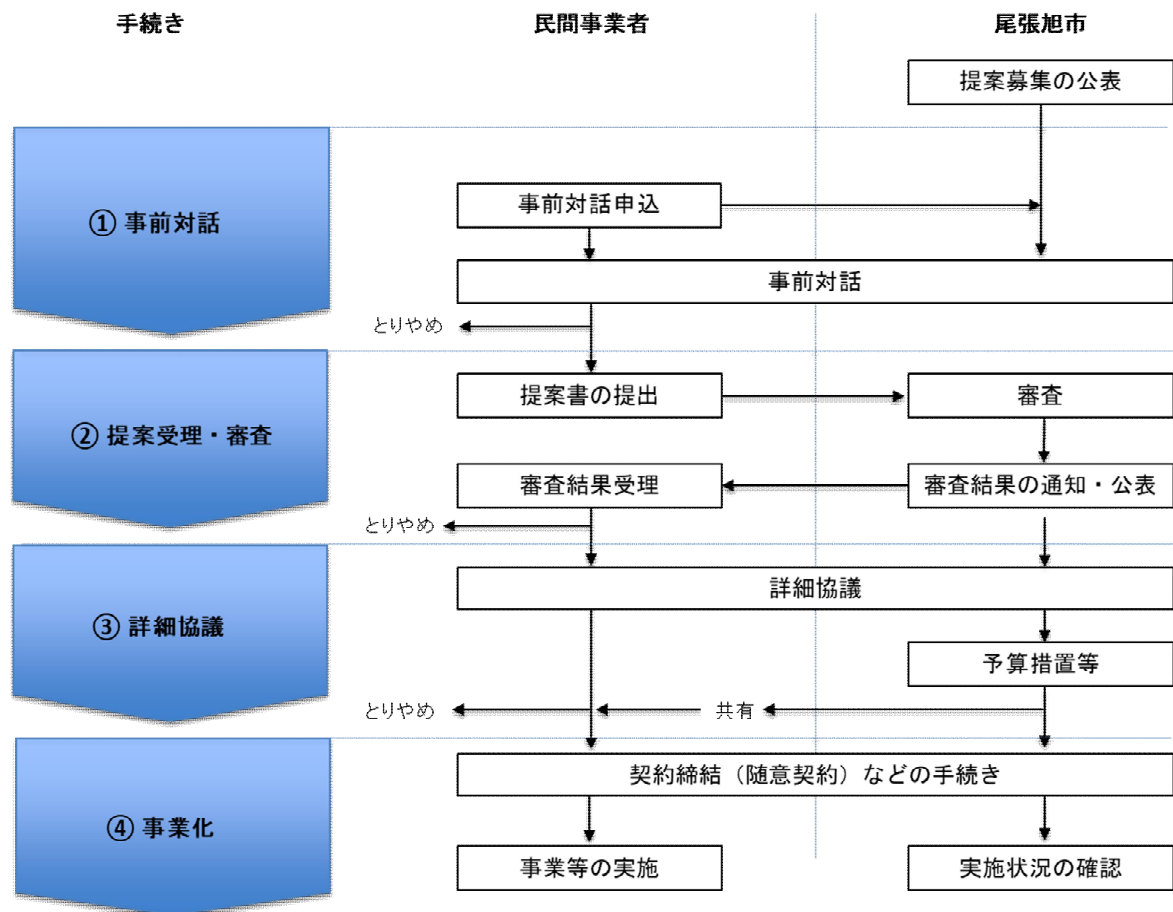 手続き
民間事業者
尾張旭市
提案募集の公表
① 事前対話
事前対話申込
事前対話
とりやめ
② 提案受理・審査
提案書の提出
審査
審査結果受理
審査結果の通知・公表
とりやめ
③ 詳細協議
詳細協議
予算措置等
とりやめ
共有
④ 事業化
契約締結（随意契約）などの手続き
事業等の実施
実施状況の確認